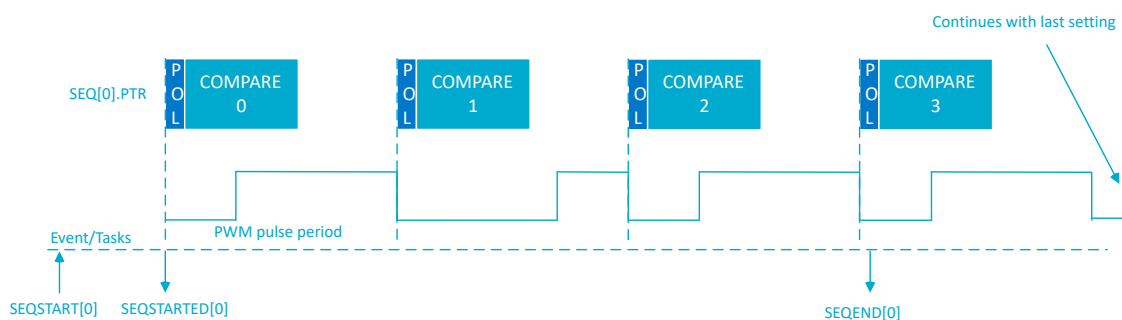 Continues with last setting
SEQ[0].PTR
P
O
L
COMPARE
0
P
O
L
COMPARE
1
P
O
L
COMPARE
2
P
O
L
COMPARE
3
Event/Tasks
PWM pulse period
SEQSTART[0]
SEQSTARTED[0]
SEQEND[0]